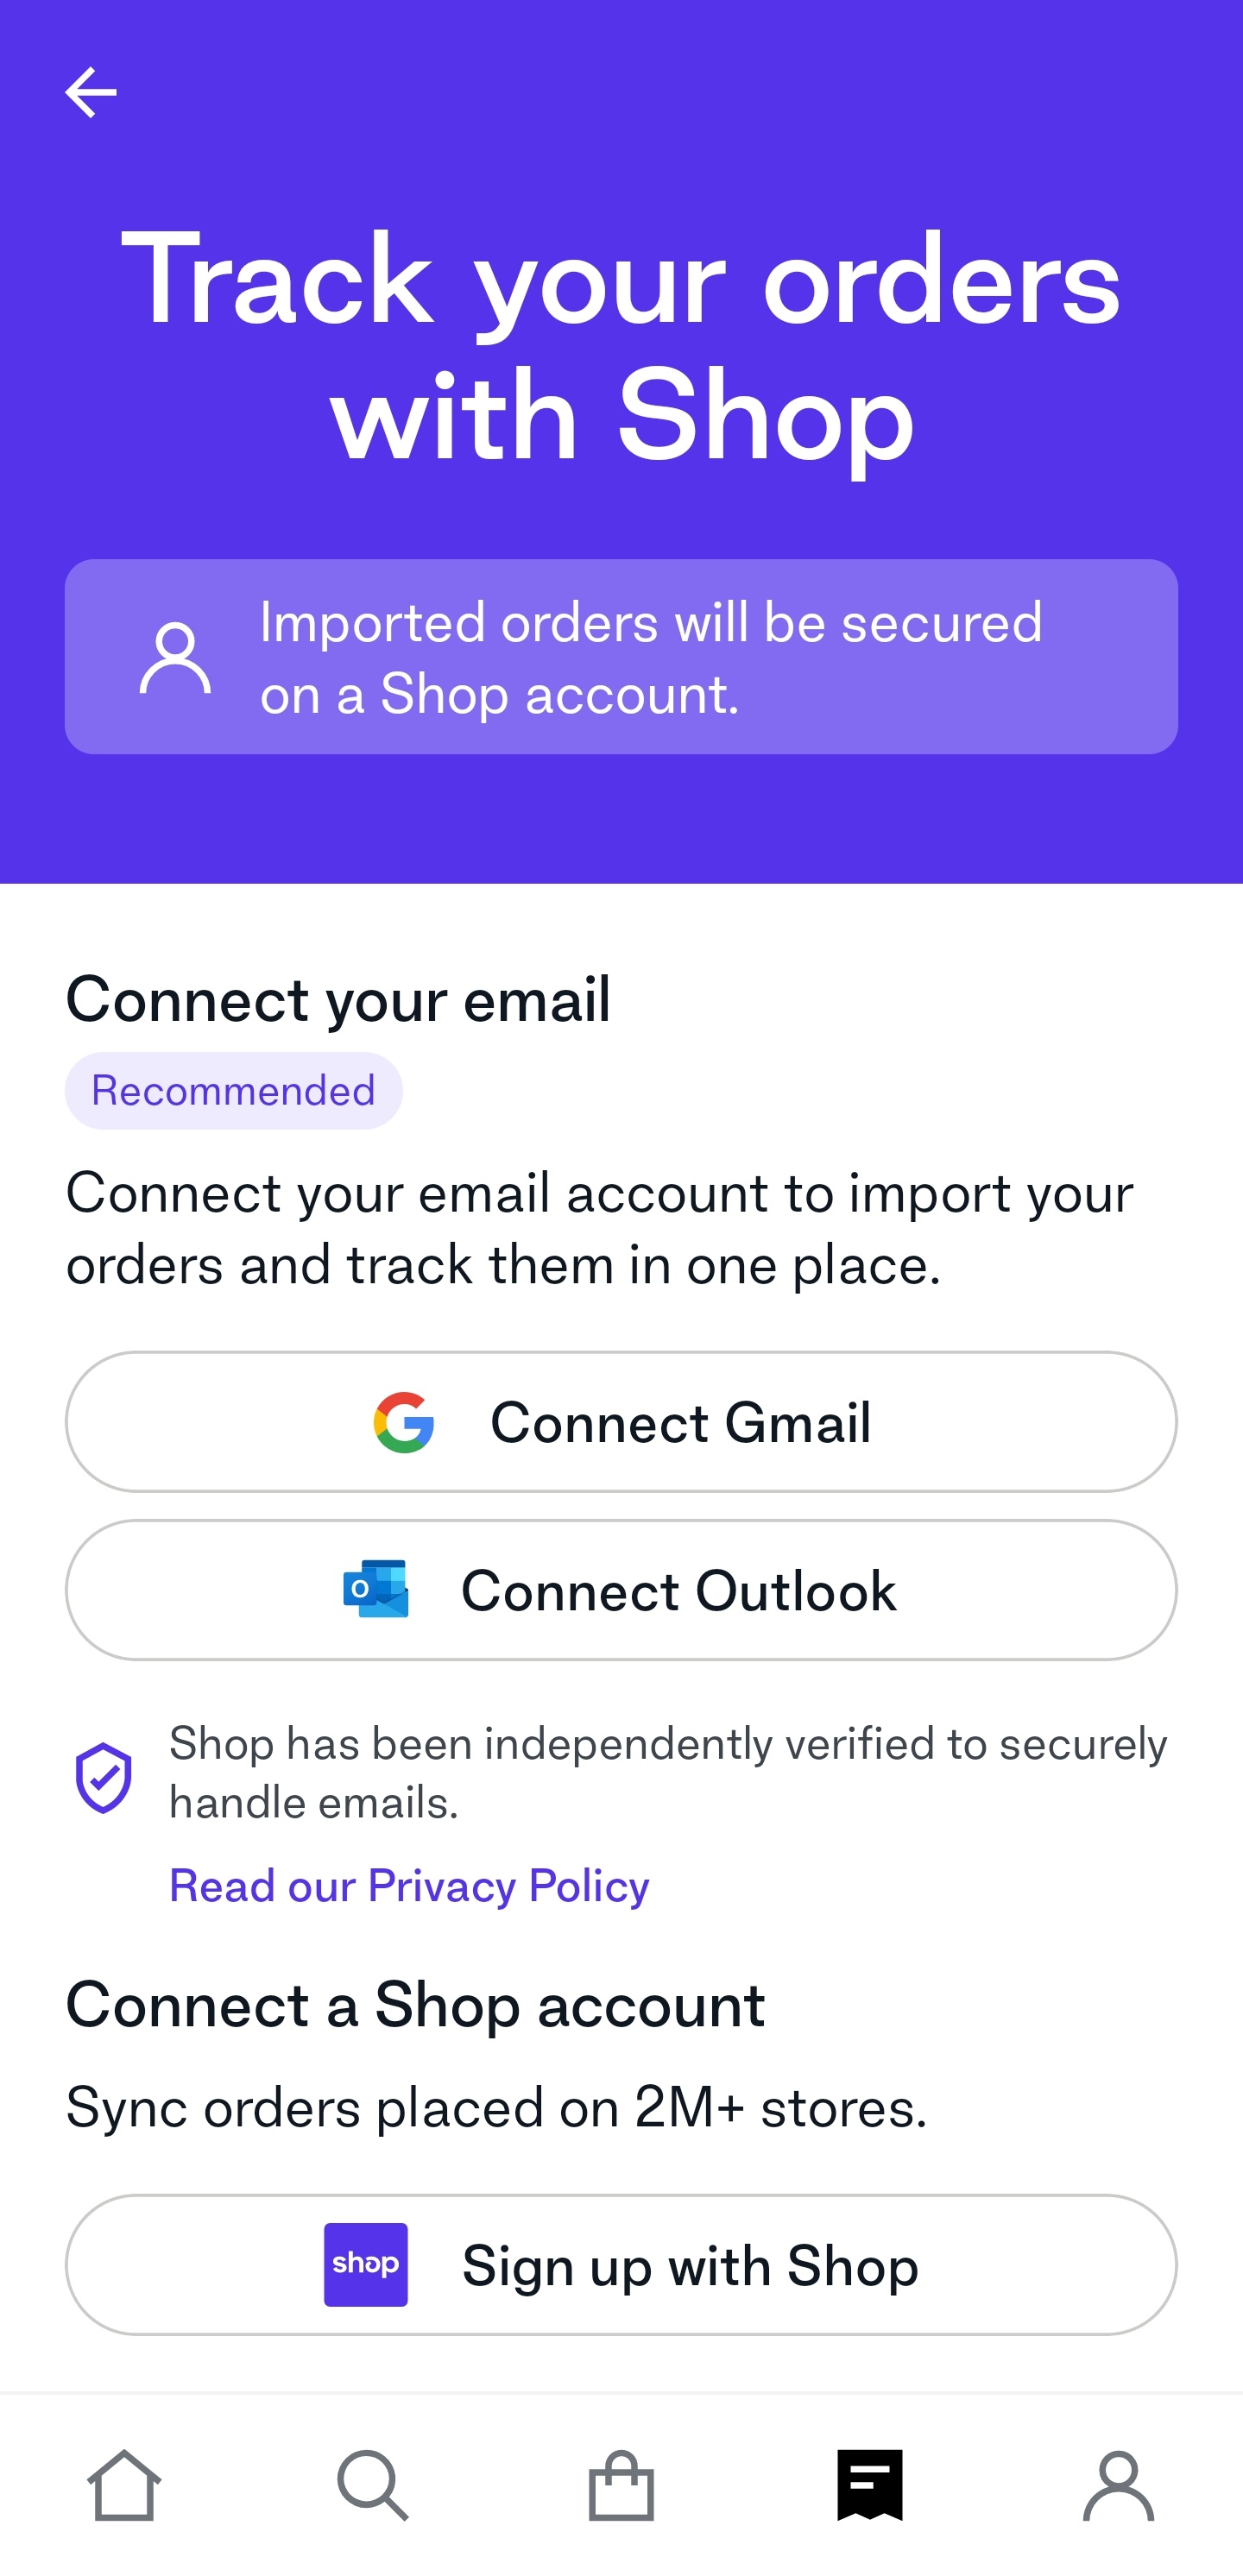 Track your orders
with Shop
Imported orders will be secured
on a Shop account.
Connect your email
Recommended
Connect your email account to import your
orders and track them in one place.
Connect Gmail
Connect Outlook
Shop has been independently verified to securely
handle emails.
Read our Privacy Policy
Connect a Shop account
Sync orders placed on 2M+ stores.
shop Sign up with Shop